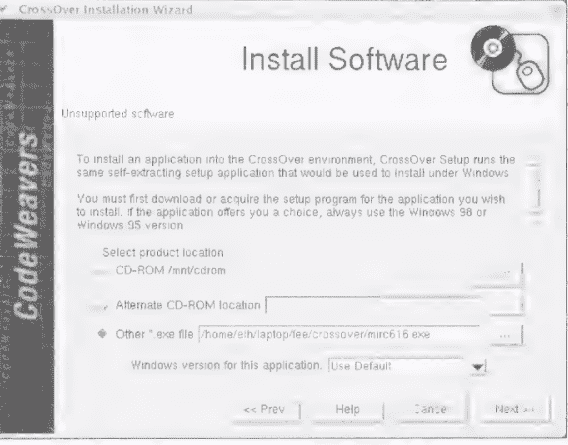 CrossOver Installation Wizard
Install Software
CodeWeavers
Unsupported software
To install an application into the CrossOver environment, CrossOver Setup runs the
same self-extracting setup application that would be used to install under Windows
You must first download or acquire the setup program for the application you wish
to install. If the application offers you a choice, always use the Windows 98 or
Windows 95 version
Select product location
CD-ROM /mnt/cdrom
...
Alternate CD-ROM location
Other *.exe file /home/elh/laptop/fee/crossover/mirc616.exe
...
Windows version for this application. Use Default
<< Prev
Help
Cancel
Next >>